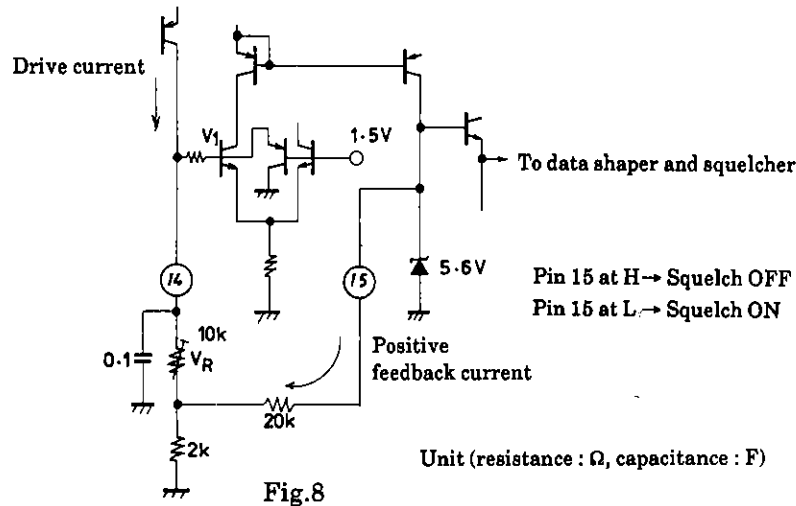 Drive current
V1
1·5V
To data shaper and squelcher
14
15
5·6V
Pin 15 at H→ Squelch OFF
Pin 15 at L→ Squelch ON
10k
0·1
VR
Positive
feedback current
20k
2k
Unit (resistance : Ω, capacitance : F)
Fig.8